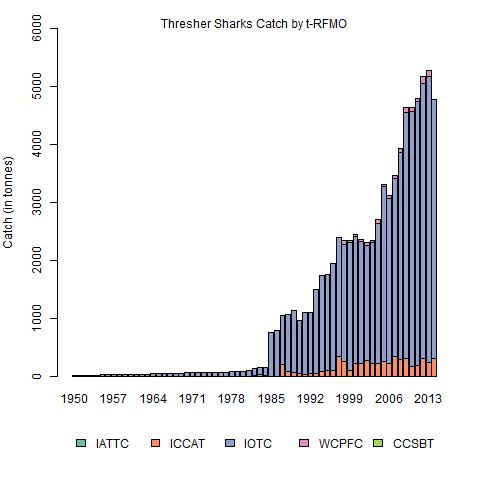 Thresher Sharks Catch by t-RFMO
Catch (in tonnes)
6000
5000
4000
3000
2000
1000
0
1950 1957 1964 1971 1978 1985 1992 1999 2006 2013
IATTC ICCAT IOTC WCPFC CCSBT